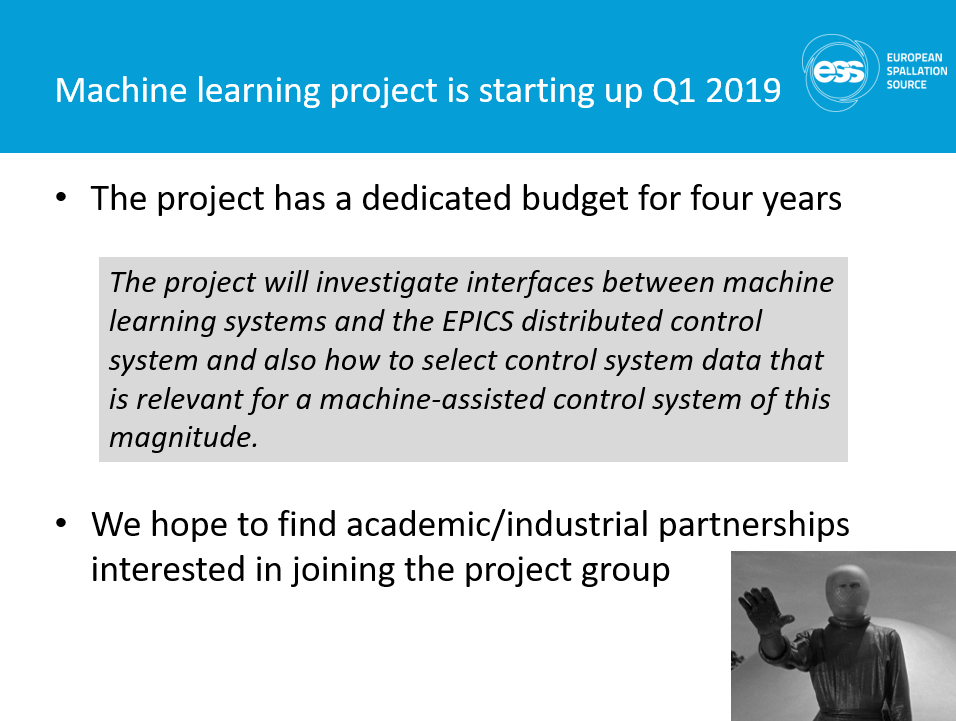 Machine learning project is starting up Q1 2019
ess
EUROPEAN
SPALLATION
SOURCE
• The project has a dedicated budget for four years
The project will investigate interfaces between machine
learning systems and the EPICS distributed control
system and also how to select control system data that
is relevant for a machine-assisted control system of this
magnitude.
• We hope to find academic/industrial partnerships
interested in joining the project group